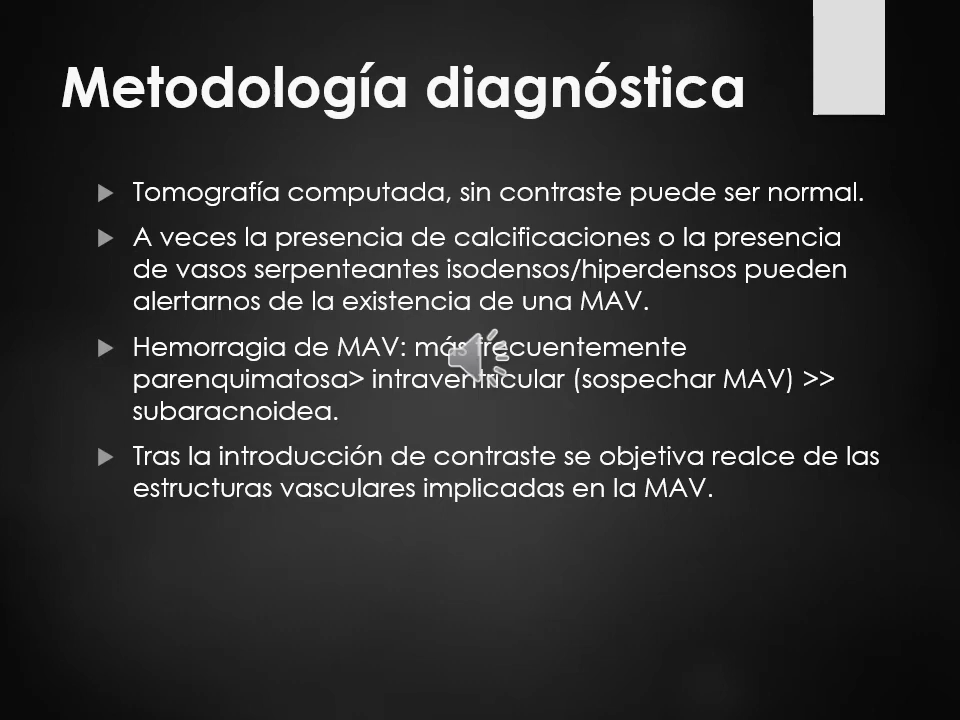 Metodología diagnóstica
Tomografía computada, sin contraste puede ser normal.
A veces la presencia de calcificaciones o la presencia
de vasos serpenteantes isodensos/hiperdensos pueden
alertarnos de la existencia de una MAV.
Hemorragia de MAV: más frecuentemente
parenquimatosa> intraventricular (sospechar MAV) >>
subaracnoidea.
Tras la introducción de contraste se objetiva realce de las
estructuras vasculares implicadas en la MAV.